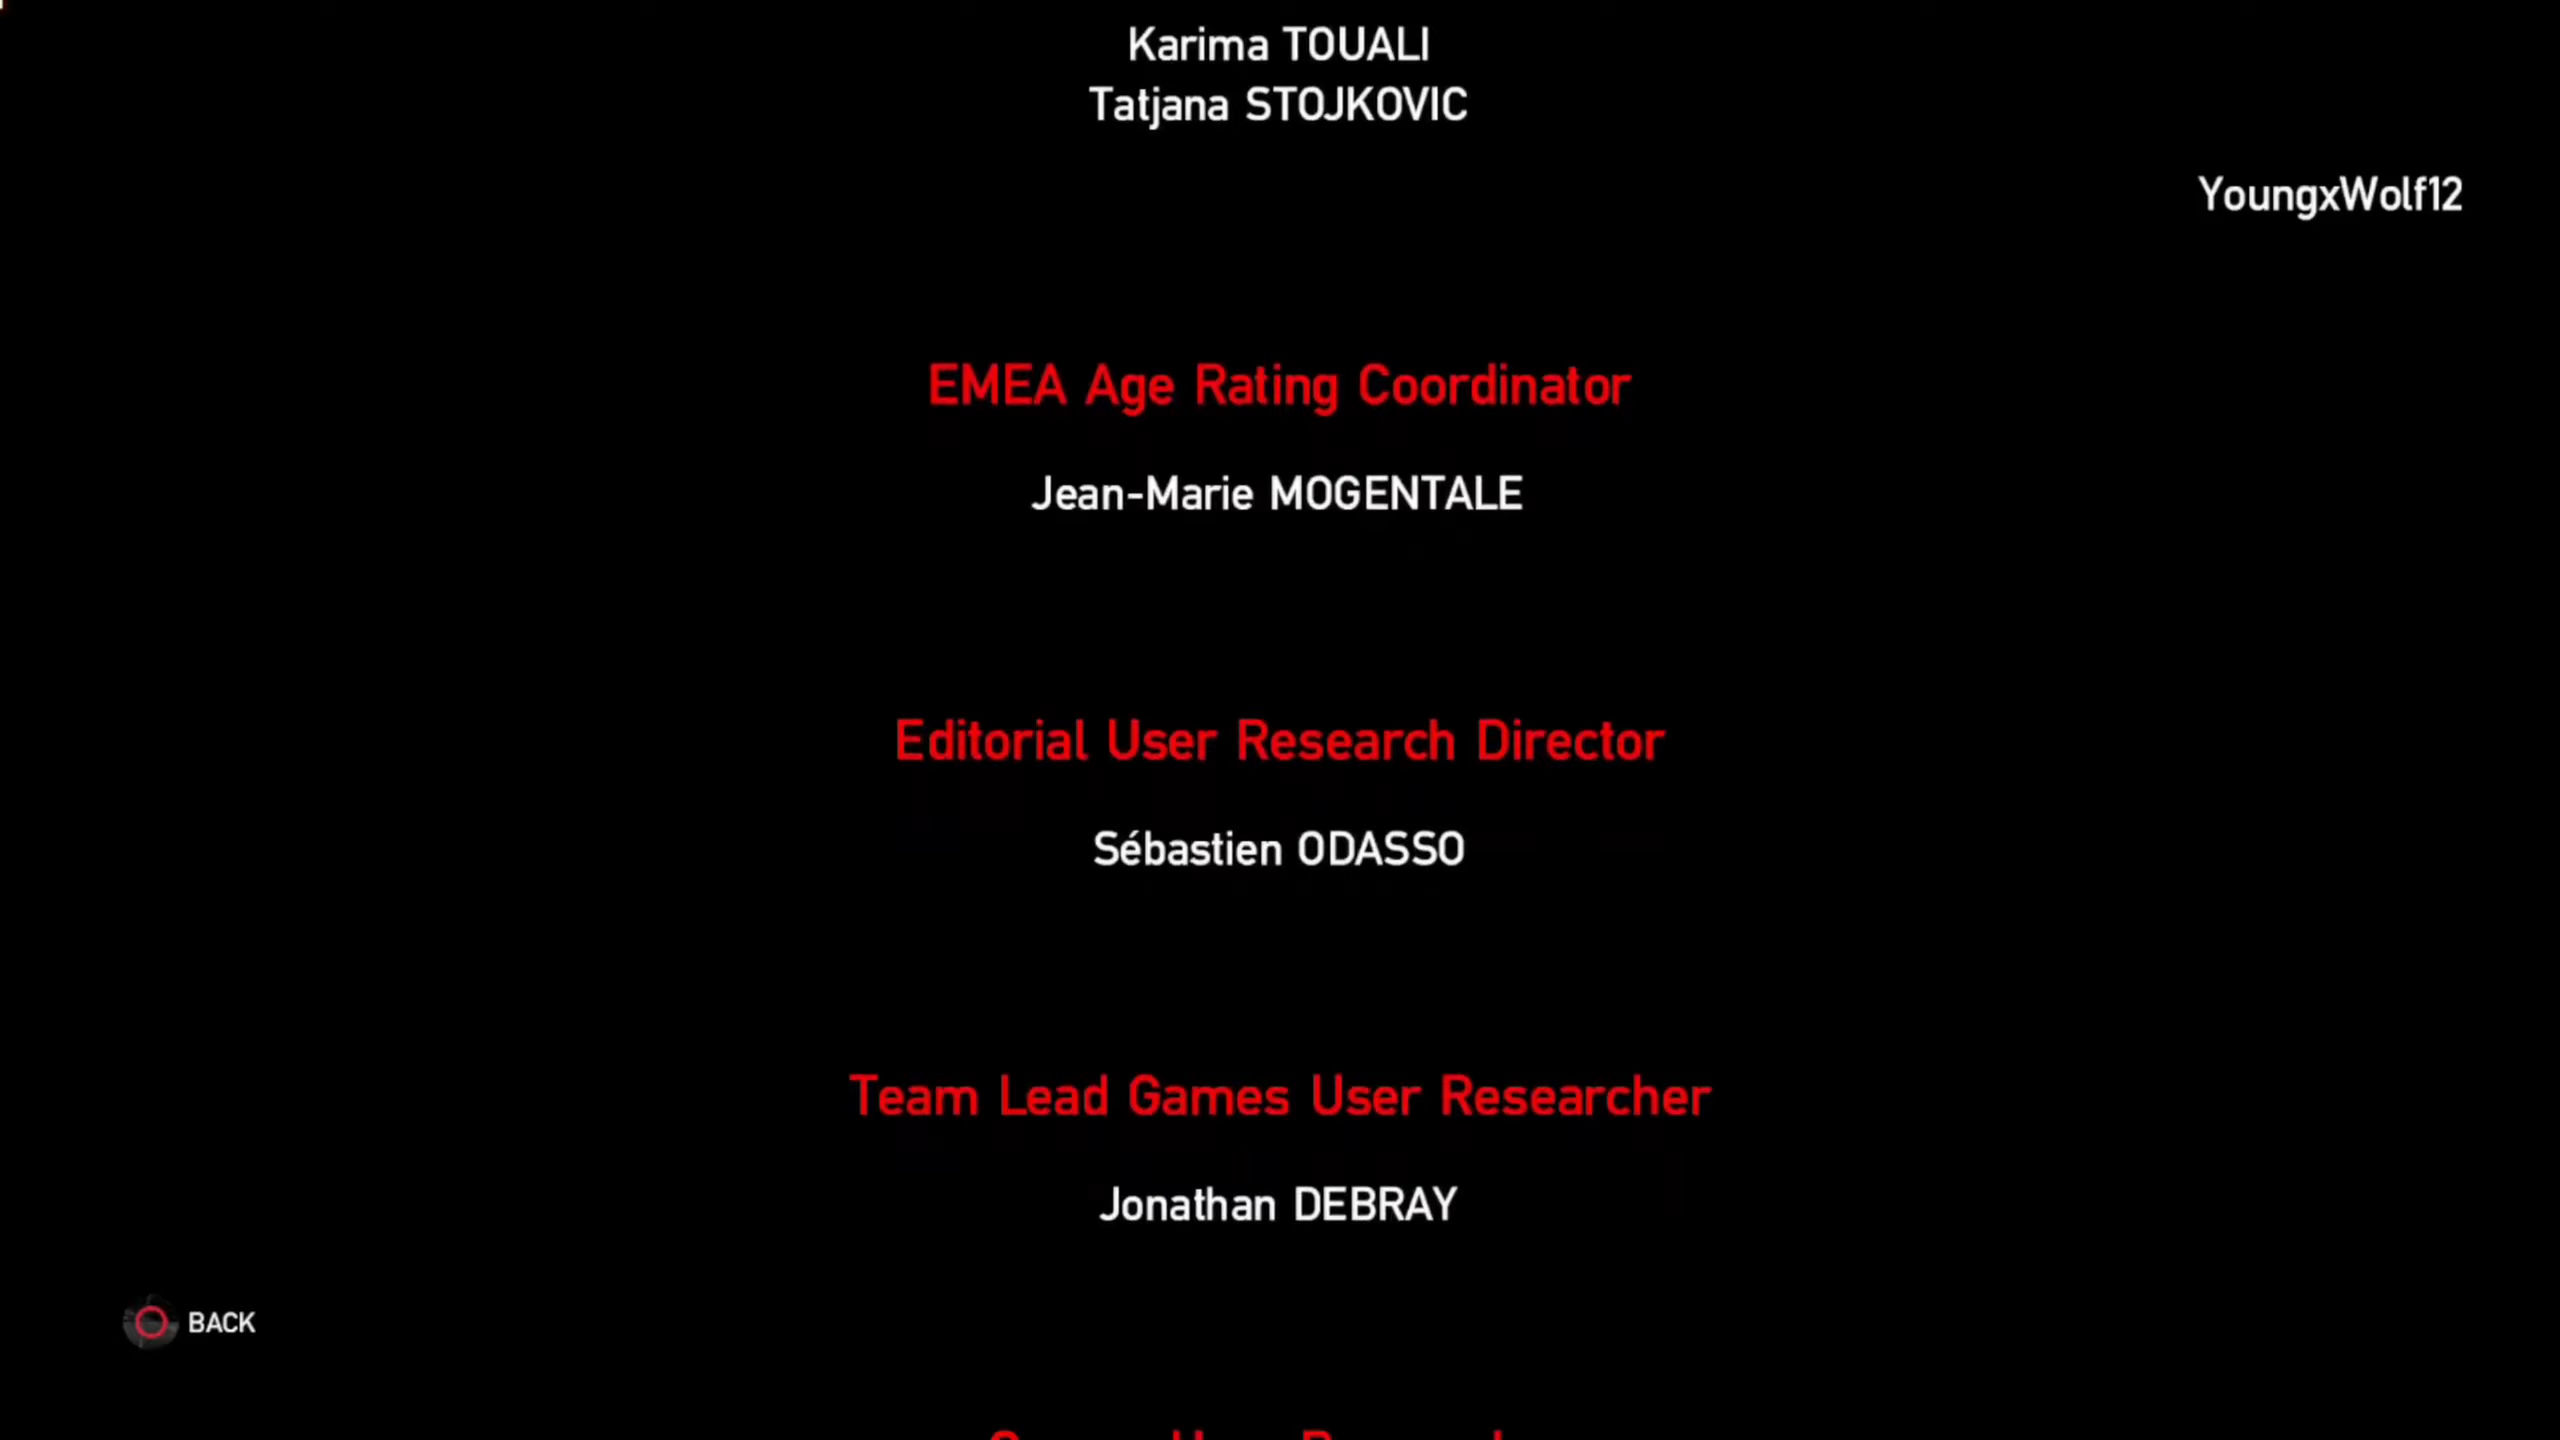 Karima TOUALI
Tatjana STOJKOVIC
YoungxWolf12
EMEA Age Rating Coordinator
Jean-Marie MOGENTALE
Editorial User Research Director
Sébastien ODASSO
Team Lead Games User Researcher
Jonathan DEBRAY
BACK